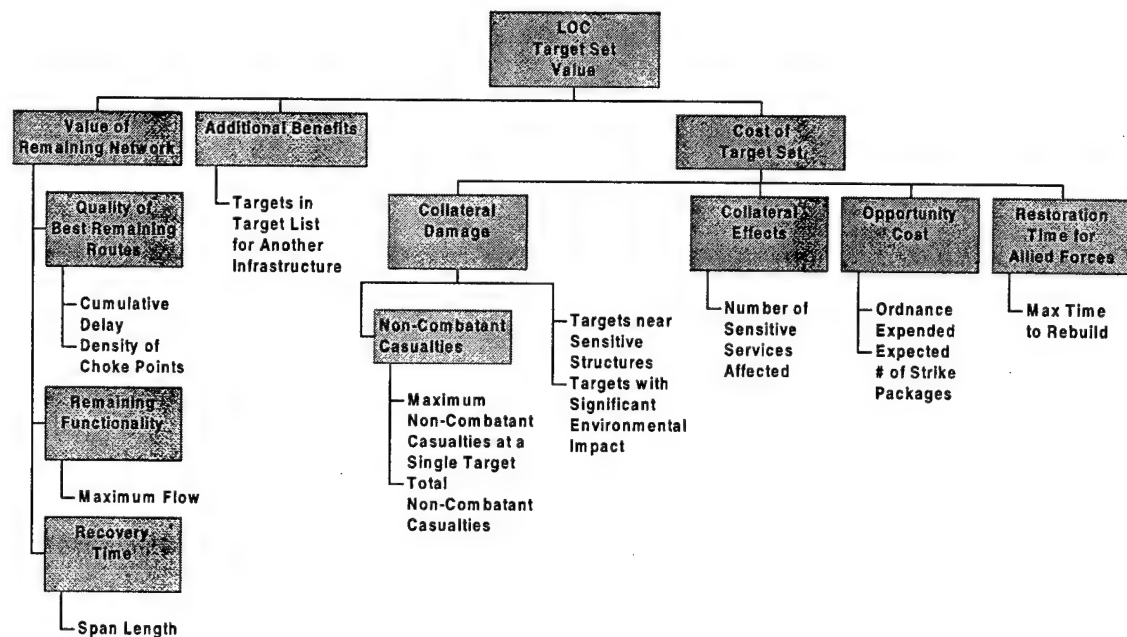 LOC
Target Set
Value
Value of
Remaining Network
Additional Benefits
Cost of
Target Set
Quality of
Best Remaining
Routes
Targets in
Target List
for Another
Infrastructure
Collateral
Damage
Collateral
Effects
Opportunity
Cost
Restoration
Time for
Allied Forces
Cumulative
Delay
Density of
Choke Points
Non-Combatant
Casualties
Targets near
Sensitive
Structures
Targets with
Significant
Environmental
Impact
Number of
Sensitive
Services
Affected
Ordnance
Expended
Expected
# of Strike
Packages
Max Time
to Rebuild
Remaining
Functionality
Maximum
Non-Combatant
Casualties at a
Single Target
Total
Non-Combatant
Casualties
Maximum Flow
Recovery
Time
Span Length